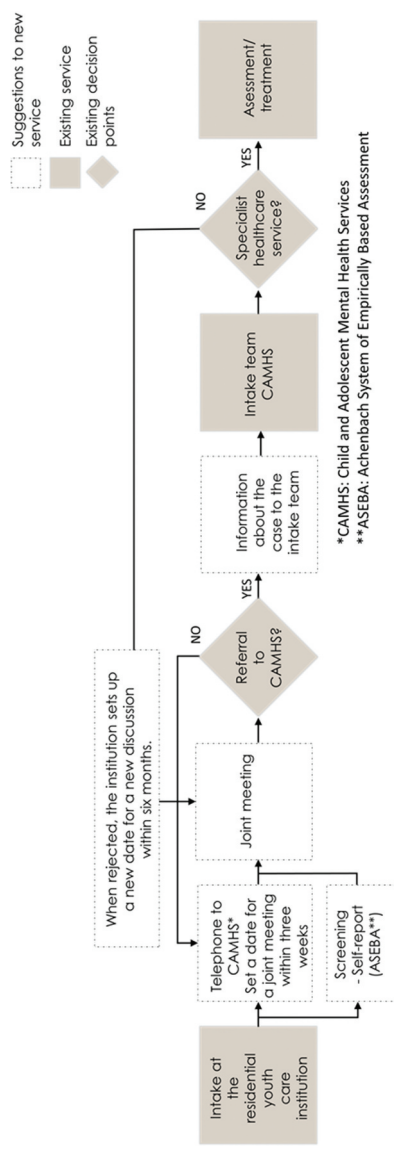 Suggestions to new
service
Existing service
Existing decision
points
When rejected, the institution sets up
a new date for a new discussion
within six months.
Intake at
the
residential
youth
care
institution
Telephone to
CAMHS*
Set a date for
a joint meeting
within three
weeks
Screening
- Self-report
(ASEBA**)
Joint meeting
Referral
to
CAMHS?
NO
YES
Information
about the
case to the
intake team
Intake team
CAMHS
Specialist
healthcare
service?
NO
YES
Asessment/
treatment
*CAMHS: Child and Adolescent Mental Health Services
**ASEBA: Achenbach System of Empirically Based Assessment